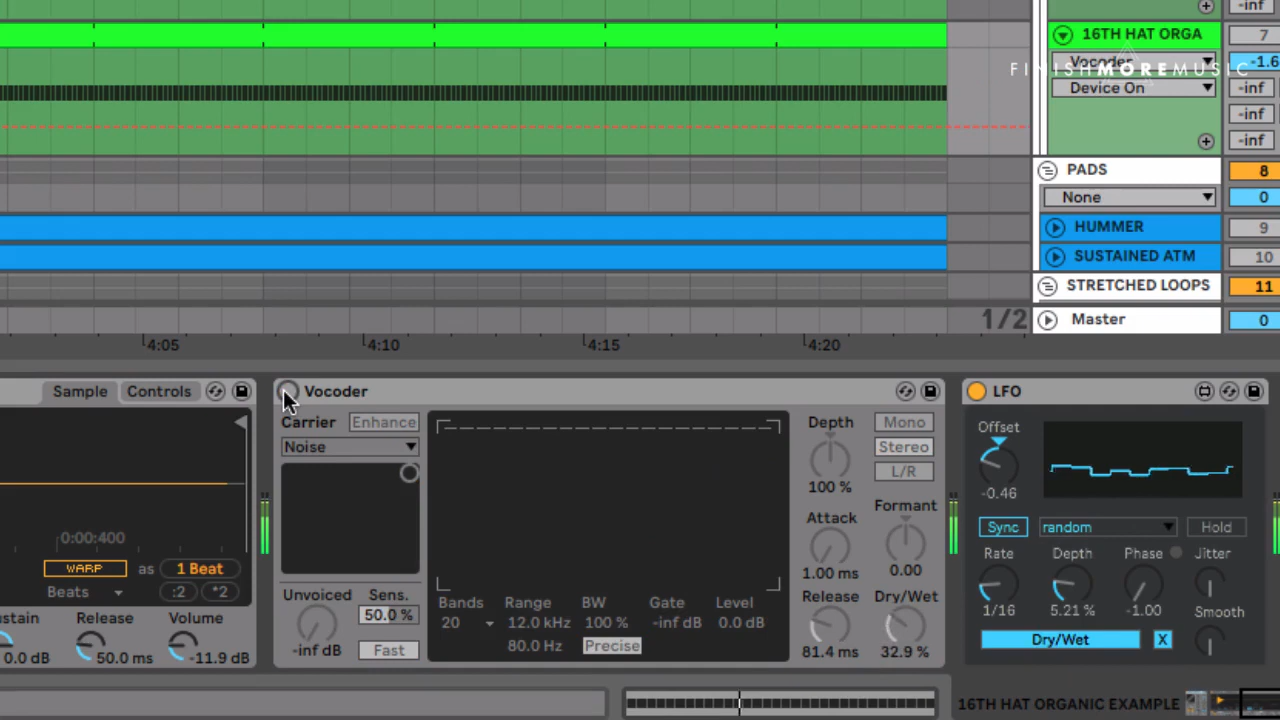 -inf
16TH HAT ORGA 7
FINISHMOREMUSIC
Vocoder -1.6
Device On -inf
-inf
-inf
PADS 8
None 0
HUMMER 9
SUSTAINED ATM 10
STRETCHED LOOPS 11
1/2 Master 0
4:05 4:10 4:15 4:20
Sample Controls Vocoder LFO
Carrier Enhance Depth Mono Offset
Noise Stereo
100 % L/R -0.46
Formant
Attack
0:00:400 Sync random Hold
WARP as 1 Beat 1.00 ms 0.00 Rate Depth Phase Jitter
Beats :2 *2 Unvoiced Sens. Bands Range BW Gate Level Release Dry/Wet
50.0 % 20 12.0 kHz 100 % -inf dB 0.0 dB 1/16 5.21 % -1.00 Smooth
stain Release Volume 80.0 Hz Precise Dry/Wet X
0.0 dB 50.0 ms -11.9 dB -inf dB Fast 81.4 ms 32.9 %
16TH HAT ORGANIC EXAMPLE